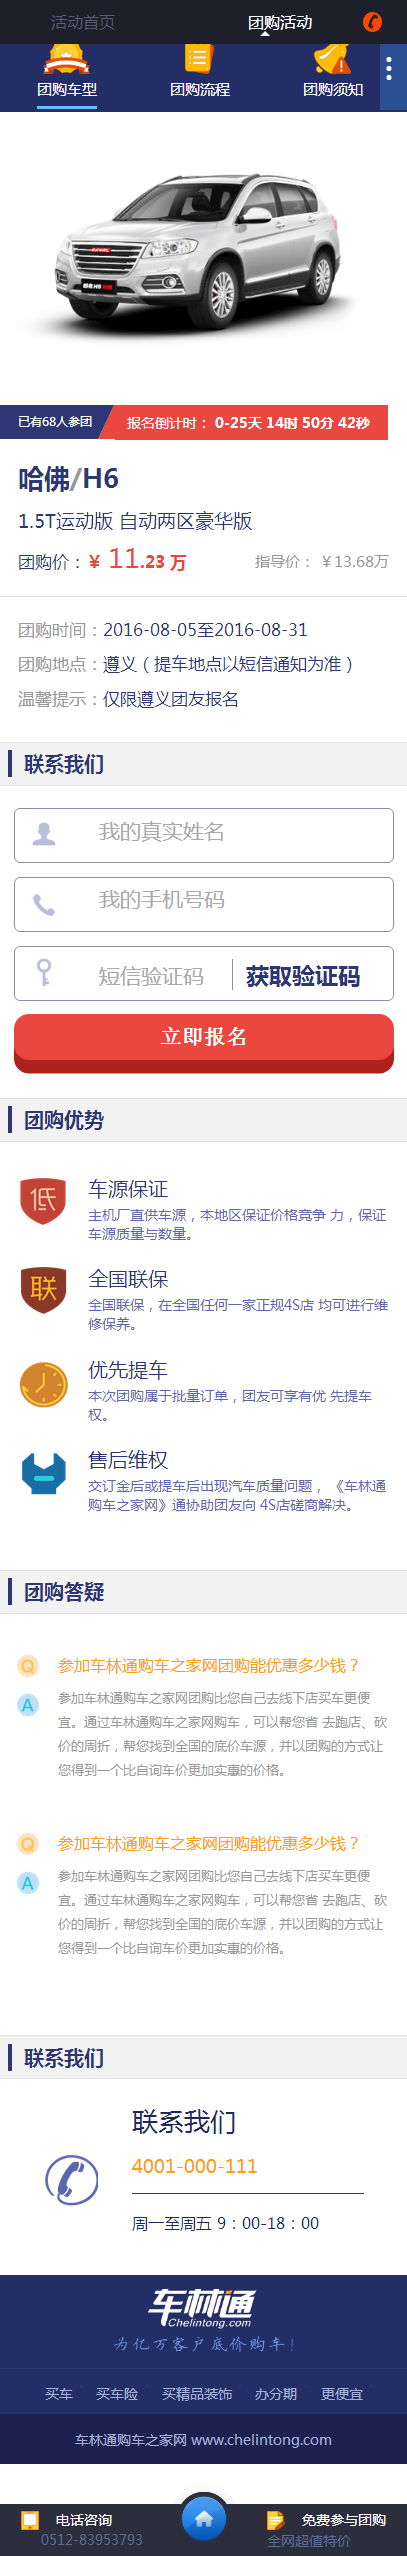 活动首页 团购活动
团购车型 团购流程 团购须知
已有68人参团 报名倒计时： 0-25天 14时 50分 42秒
哈佛/H6
1.5T运动版 自动两区豪华版
团购价：￥ 11.23 万 指导价： ￥13.68万
团购时间：2016-08-05至2016-08-31
团购地点：遵义（提车地点以短信通知为准）
温馨提示：仅限遵义团友报名
联系我们
我的真实姓名
我的手机号码
短信验证码 获取验证码
立即报名
团购优势
低
车源保证
主机厂直供车源，本地区保证价格竞争 力，保证
车源质量与数量。
联
全国联保
全国联保，在全国任何一家正规4S店 均可进行维
修保养。
优先提车
本次团购属于批量订单，团友可享有优 先提车
权。
售后维权
交订金后或提车后出现汽车质量问题， 《车林通
购车之家网》通协助团友向 4S店磋商解决。
团购答疑
Q 参加车林通购车之家网团购能优惠多少钱？
A 参加车林通购车之家网团购比您自己去线下店买车更便
宜。通过车林通购车之家网购车，可以帮您省 去跑店、砍
价的周折，帮您找到全国的底价车源，并以团购的方式让
您得到一个比自询车价更加实惠的价格。
Q 参加车林通购车之家网团购能优惠多少钱？
A 参加车林通购车之家网团购比您自己去线下店买车更便
宜。通过车林通购车之家网购车，可以帮您省 去跑店、砍
价的周折，帮您找到全国的底价车源，并以团购的方式让
您得到一个比自询车价更加实惠的价格。
联系我们
联系我们
4001-000-111
周一至周五 9：00-18：00
车林通
Chelintong.com
为亿万客户底价购车!
买车 买车险 买精品装饰 办分期 更便宜
车林通购车之家网 www.chelintong.com
电话咨询 免费参与团购
0512-83953793 全网超值特价